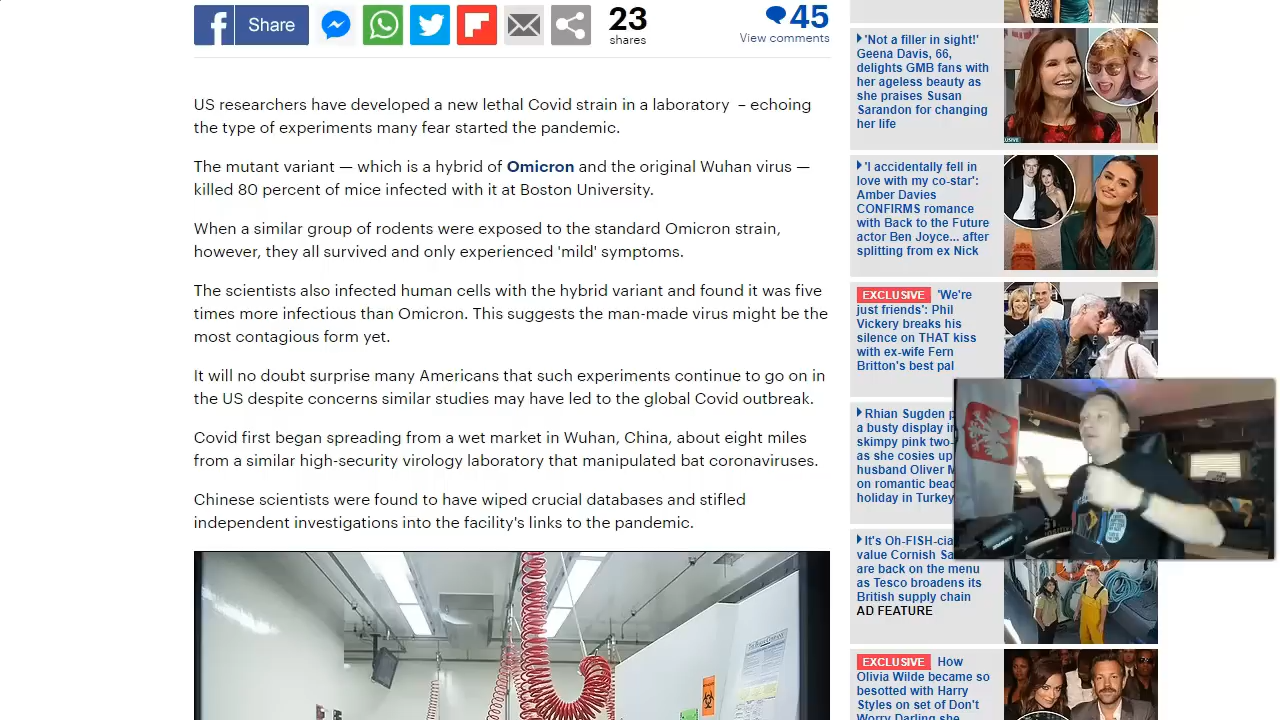 Share
23
shares
45
View comments
US researchers have developed a new lethal Covid strain in a laboratory – echoing
the type of experiments many fear started the pandemic.
The mutant variant — which is a hybrid of Omicron and the original Wuhan virus —
killed 80 percent of mice infected with it at Boston University.
When a similar group of rodents were exposed to the standard Omicron strain,
however, they all survived and only experienced 'mild' symptoms.
The scientists also infected human cells with the hybrid variant and found it was five
times more infectious than Omicron. This suggests the man-made virus might be the
most contagious form yet.
It will no doubt surprise many Americans that such experiments continue to go on in
the US despite concerns similar studies may have led to the global Covid outbreak.
Covid first began spreading from a wet market in Wuhan, China, about eight miles
from a similar high-security virology laboratory that manipulated bat coronaviruses.
Chinese scientists were found to have wiped crucial databases and stifled
independent investigations into the facility's links to the pandemic.
'Not a filler in sight!'
Geena Davis, 66,
delights GMB fans with
her ageless beauty as
she praises Susan
Sarandon for changing
her life
'I accidentally fell in
love with my co-star':
Amber Davies
CONFIRMS romance
with Back to the Future
actor Ben Joyce... after
splitting from ex Nick
EXCLUSIVE 'We're
just friends': Phil
Vickery breaks his
silence on THAT kiss
with ex-wife Fern
Britton's best pal
Rhian Sugden p
a busty display in
skimpy pink two-
as she cosies up
husband Oliver M
on romantic beac
holiday in Turkey
It's Oh-FISH-cia
value Cornish Sa
are back on the menu
as Tesco broadens its
British supply chain
AD FEATURE
EXCLUSIVE How
Olivia Wilde became so
besotted with Harry
Styles on set of Don't
Worry Darling she